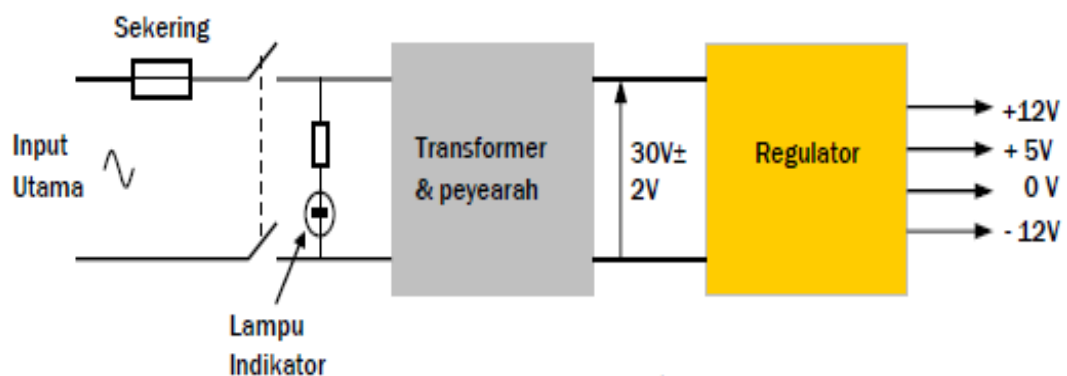 Sekering
Input
Utama
Lampu
Indikator
Transformer
& peyearah
30V±
2V
Regulator
+12V
+ 5V
0 V
- 12V